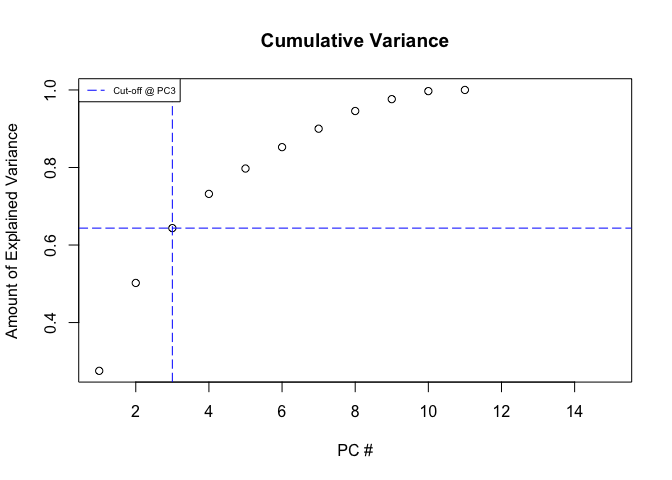 Cumulative Variance
Cut-off @ PC3
Amount of Explained Variance
1.0
0.8
0.6
0.4
2 4 6 8 10 12 14
PC #